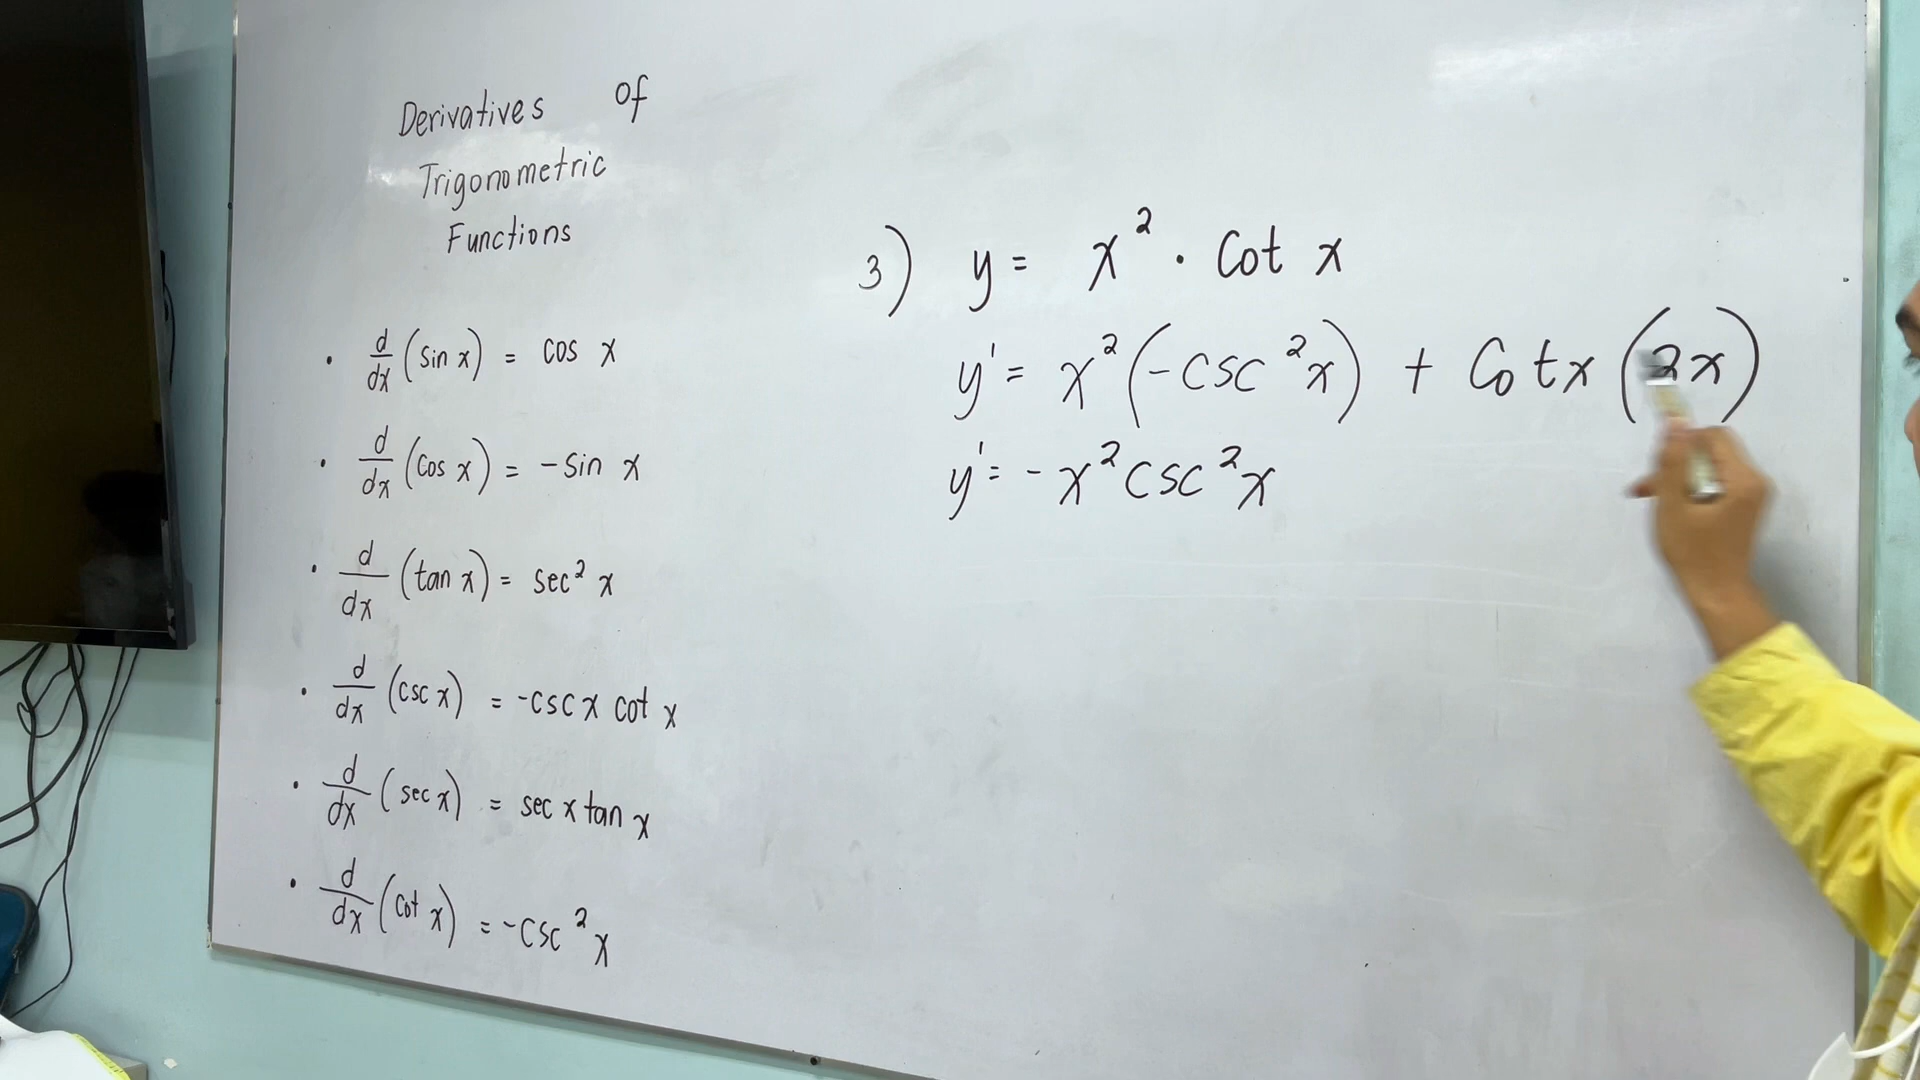 Derivatives of
Trigonometric
Functions
• d/dx (sin x) = cos x
• d/dx (cos x) = -sin x
• d/dx (tan x) = sec² x
• d/dx (csc x) = -csc x cot x
• d/dx (sec x) = sec x tan x
• d/dx (cot x) = -csc² x
3) y = x² · Cot x
y' = x² (-csc² x) + Cot x (2x)
y' = -x² csc² x